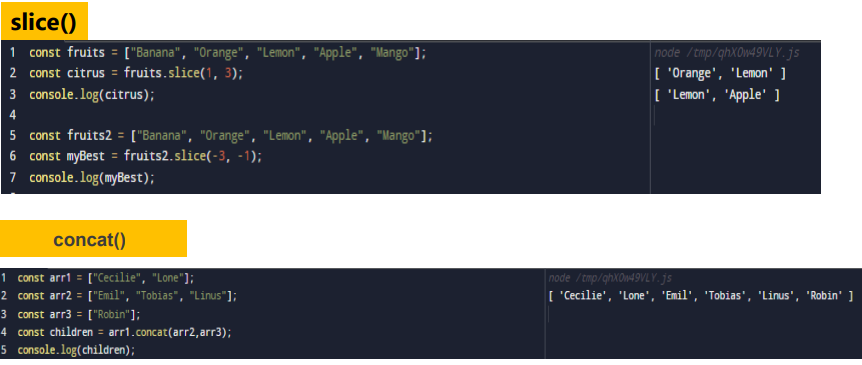 slice()
1 const fruits = ["Banana", "Orange", "Lemon", "Apple", "Mango"];
2 const citrus = fruits.slice(1, 3);
3 console.log(citrus);
4
5 const fruits2 = ["Banana", "Orange", "Lemon", "Apple", "Mango"];
6 const myBest = fruits2.slice(-3, -1);
7 console.log(myBest);
node /tmp/qhX0w49VLY.js
[ 'Orange', 'Lemon' ]
[ 'Lemon', 'Apple' ]
concat()
1 const arr1 = ["Cecilie", "Lone"];
2 const arr2 = ["Emil", "Tobias", "Linus"];
3 const arr3 = ["Robin"];
4 const children = arr1.concat(arr2,arr3);
5 console.log(children);
node /tmp/qhX0w49VLY.js
[ 'Cecilie', 'Lone', 'Emil', 'Tobias', 'Linus', 'Robin' ]